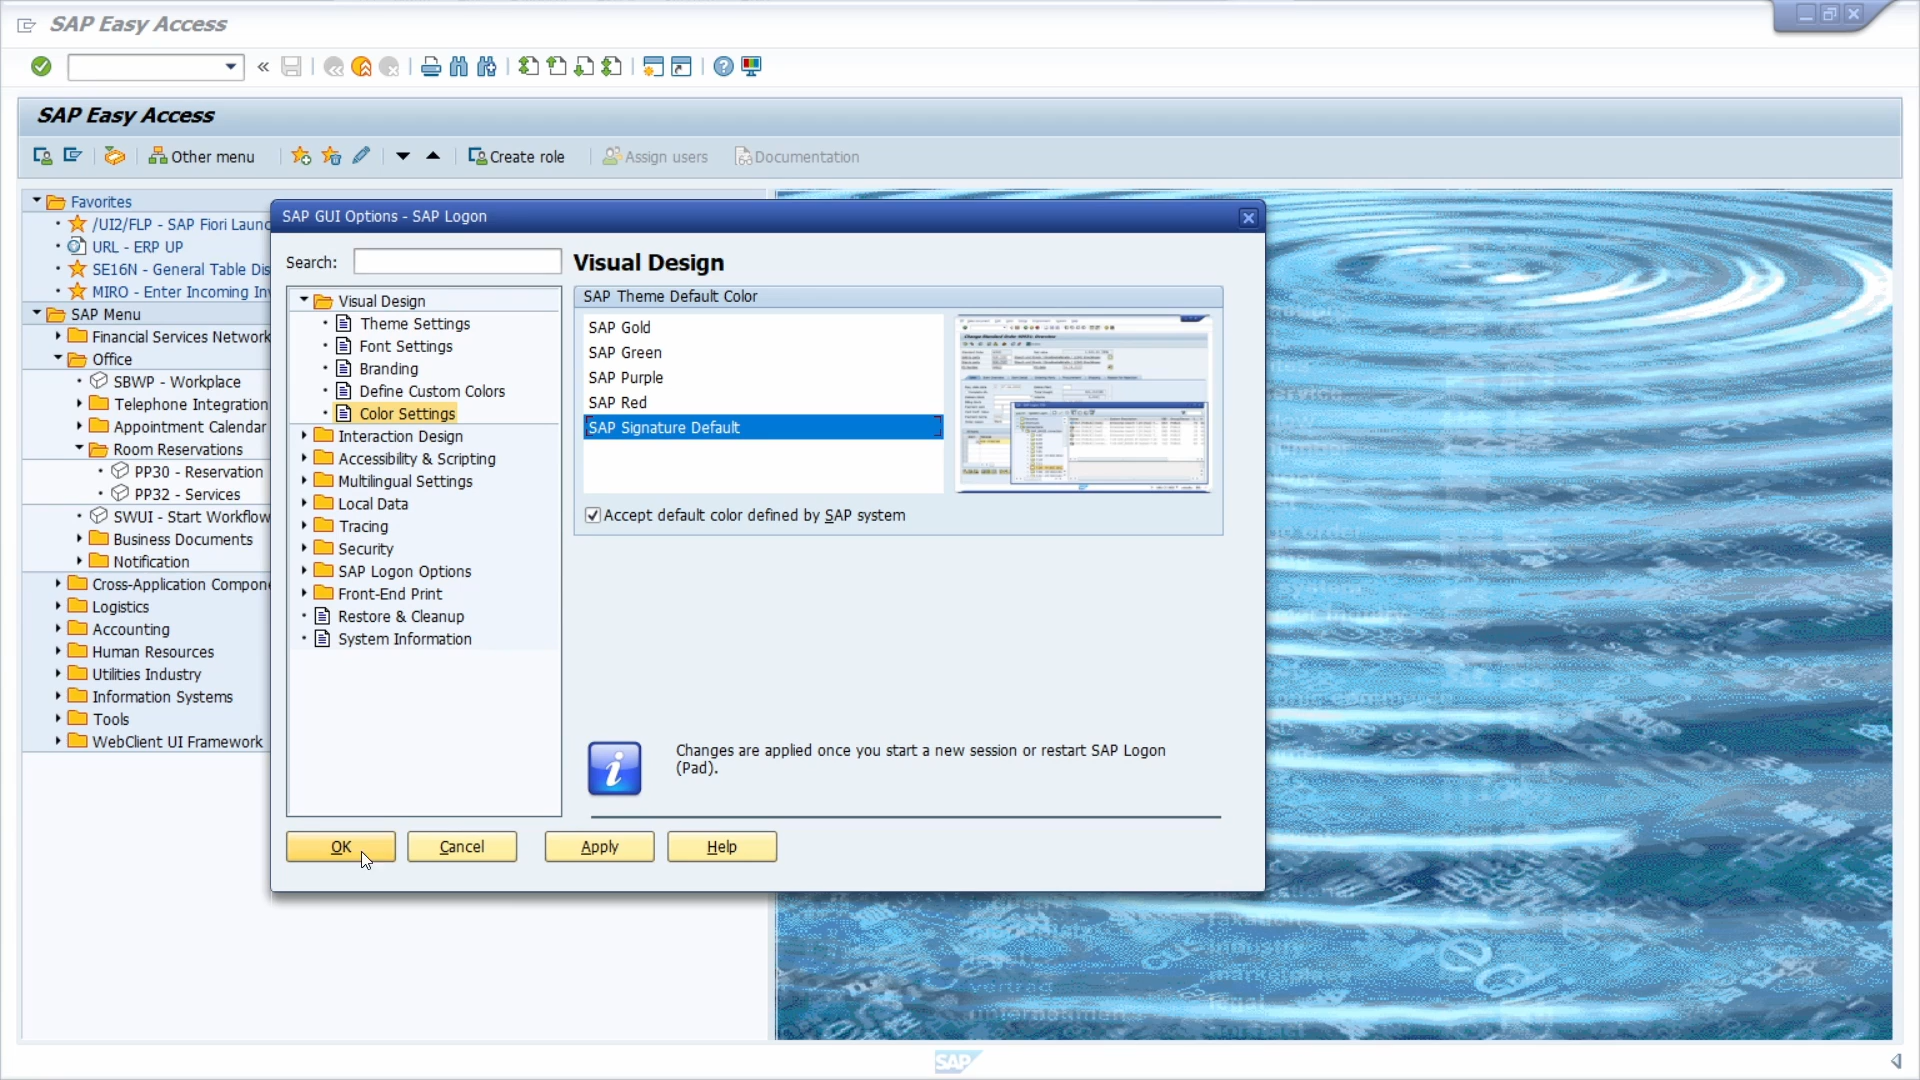 SAP Easy Access
SAP Easy Access
Other menu
Create role
Assign users
Documentation
Favorites
/UI2/FLP - SAP Fiori Laun
URL - ERP UP
SE16N - General Table Dis
MIRO - Enter Incoming In
SAP Menu
Financial Services Network
Office
SBWP - Workplace
Telephone Integration
Appointment Calendar
Room Reservations
PP30 - Reservation
PP32 - Services
SWUI - Start Workflow
Business Documents
Notification
Cross-Application Compone
Logistics
Accounting
Human Resources
Utilities Industry
Information Systems
Tools
WebClient UI Framework
SAP GUI Options - SAP Logon
Search:
Visual Design
Theme Settings
Font Settings
Branding
Define Custom Colors
Color Settings
Interaction Design
Accessibility & Scripting
Multilingual Settings
Local Data
Tracing
Security
SAP Logon Options
Front-End Print
Restore & Cleanup
System Information
Visual Design
SAP Theme Default Color
SAP Gold
SAP Green
SAP Purple
SAP Red
SAP Signature Default
Accept default color defined by SAP system
Changes are applied once you start a new session or restart SAP Logon
(Pad).
OK
Cancel
Apply
Help
SAP